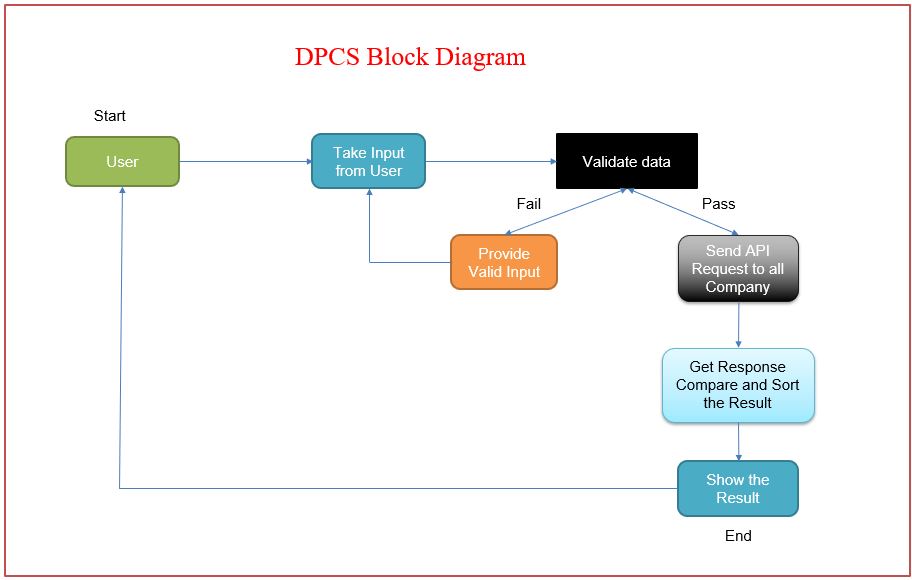 DPCS Block Diagram
Start
User
Take Input
from User
Validate data
Fail
Pass
Provide
Valid Input
Send API
Request to all
Company
Get Response
Compare and Sort
the Result
Show the
Result
End